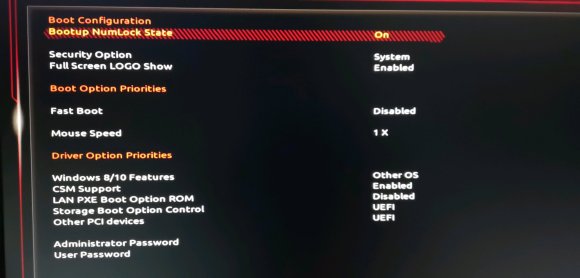 Boot Configuration
Bootup NumLock State On
Security Option System
Full Screen LOGO Show Enabled
Boot Option Priorities
Fast Boot Disabled
Mouse Speed 1 X
Driver Option Priorities
Windows 8/10 Features Other OS
CSM Support Enabled
LAN PXE Boot Option ROM Disabled
Storage Boot Option Control UEFI
Other PCI devices UEFI
Administrator Password
User Password